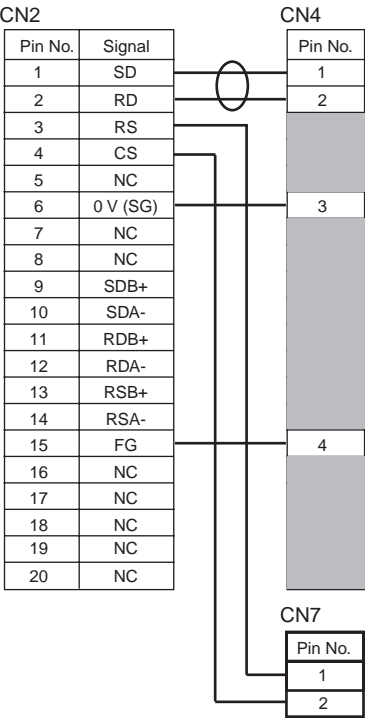 CN2 CN4
Pin No. Signal Pin No.
1 SD 1
2 RD 2
3 RS
4 CS
5 NC
6 0 V (SG) 3
7 NC
8 NC
9 SDB+
10 SDA-
11 RDB+
12 RDA-
13 RSB+
14 RSA-
15 FG 4
16 NC
17 NC
18 NC
19 NC
20 NC
CN7
Pin No.
1
2